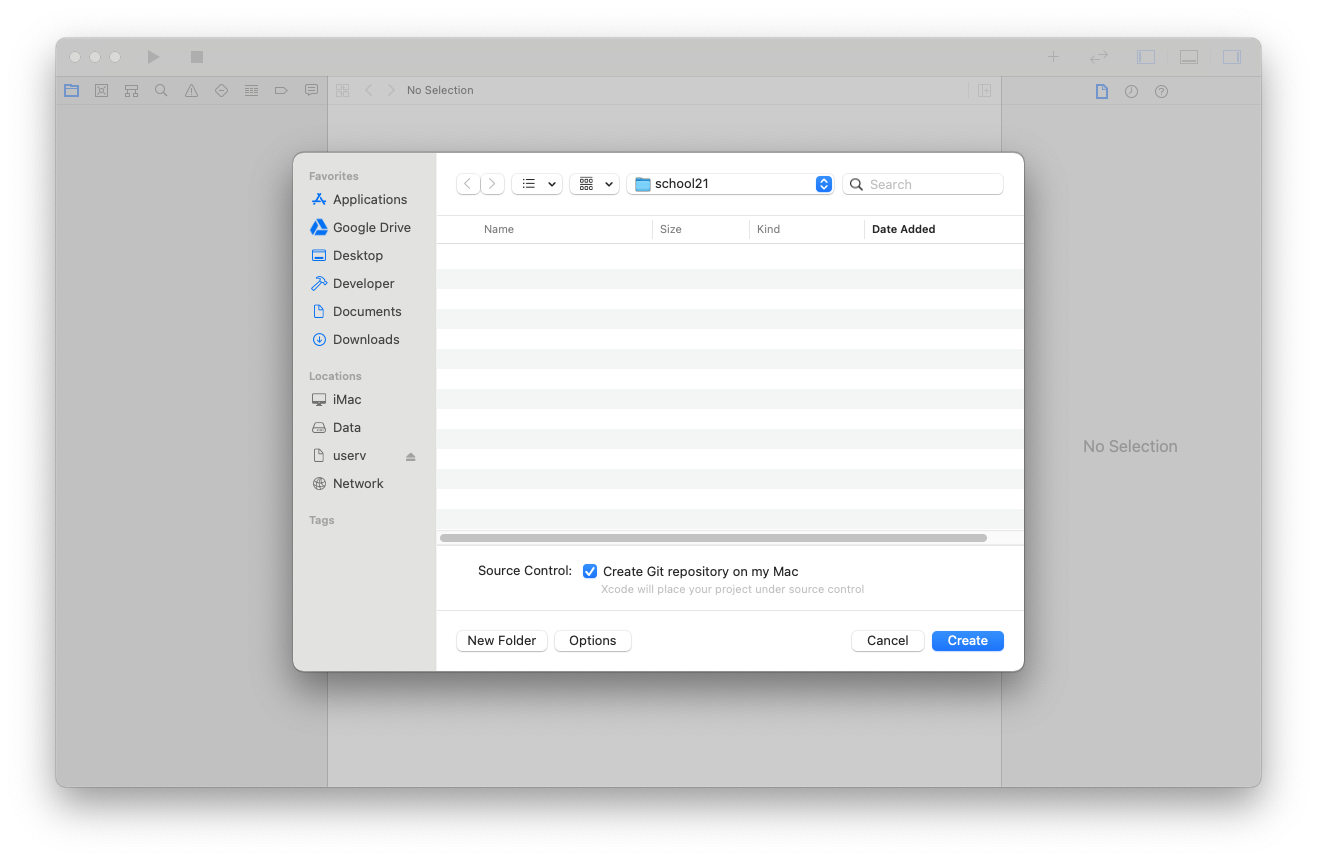 No Selection
Favorites
Applications
Google Drive
Desktop
Developer
Documents
Downloads
Locations
iMac
Data
userv
Network
Tags
school21
Search
Name Size Kind Date Added
Source Control: Create Git repository on my Mac
Xcode will place your project under source control
New Folder Options Cancel Create
No Selection